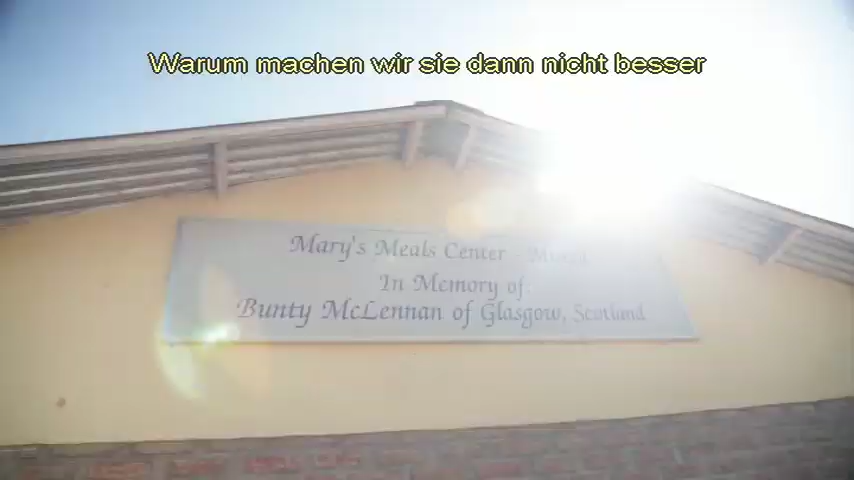 Warum machen wir sie dann nicht besser
Mary's Meals Center -
In Memory of:
Bunty McLennan of Glasgow, Scotland